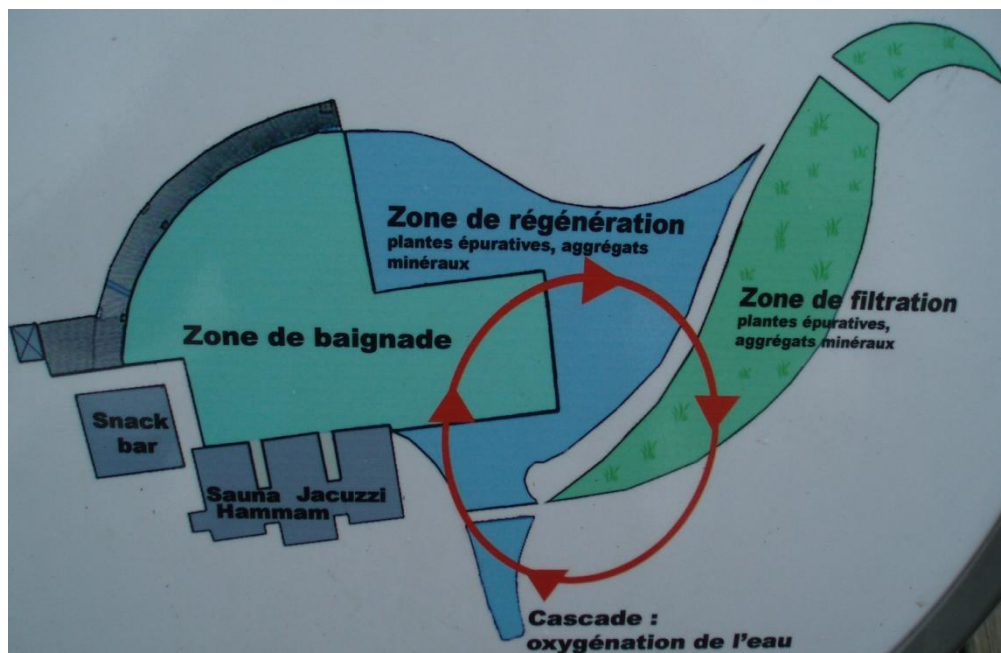 Zone de régénération
plantes épuratives, aggrégats
minéraux
Zone de filtration
plantes épuratives,
aggrégats minéraux
Zone de baignade
Snack
bar
Sauna Jacuzzi
Hammam
Cascade :
oxygénation de l'eau